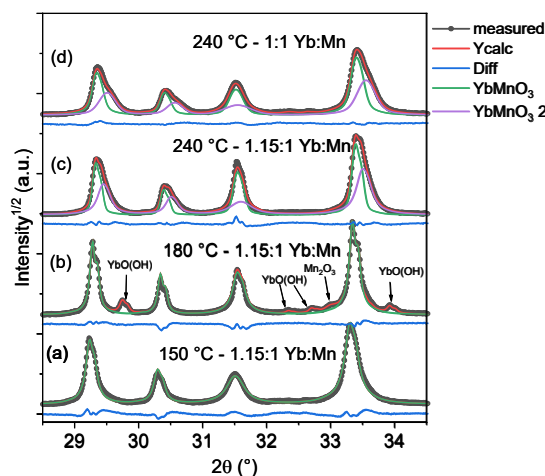 (d)
240 °C - 1:1 Yb:Mn
measured
Ycalc
Diff
YbMnO₃
YbMnO₃ 2
(c)
240 °C - 1.15:1 Yb:Mn
180 °C - 1.15:1 Yb:Mn
(b)
YbO(OH)
YbO(OH)
Mn₂O₃
YbO(OH)
(a)
150 °C - 1.15:1 Yb:Mn
Intensity¹ᐟ² (a.u.)
29 30 31 32 33 34
2θ (°)